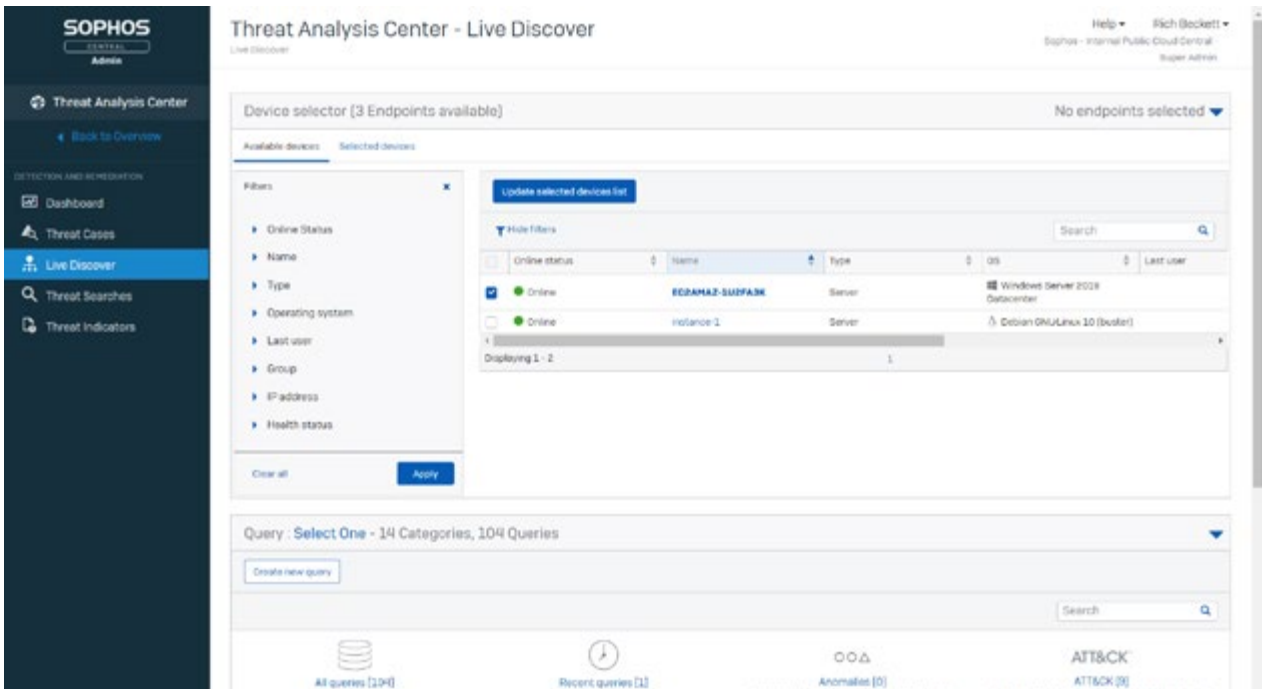 SOPHOS
CENTRAL
Admin
Threat Analysis Center - Live Discover
Live Discover
Help
Rich Beckett
Sophos - Internal Public Cloud Central
Super Admin
Threat Analysis Center
Back to Overview
DETECTION AND REMEDIATION
Dashboard
Threat Cases
Live Discover
Threat Searches
Threat Indicators
Device selector (3 Endpoints available)
No endpoints selected
Available devices
Selected devices
Filters
Online Status
Name
Type
Operating system
Last user
Group
IP address
Health status
Clear all
Apply
Update selected devices list
Hide filters
Search
Online status Name Type OS Last user
Online EC2AMAZ-SU2FA3K Server Windows Server 2019
Datacenter
Online instance-1 Server Debian GNU/Linux 10 (buster)
Displaying 1 - 2
1
Query : Select One - 14 Categories, 104 Queries
Create new query
Search
ATT&CK
All queries [104] Recent queries [1] Anomalies [0] ATT&CK [9]